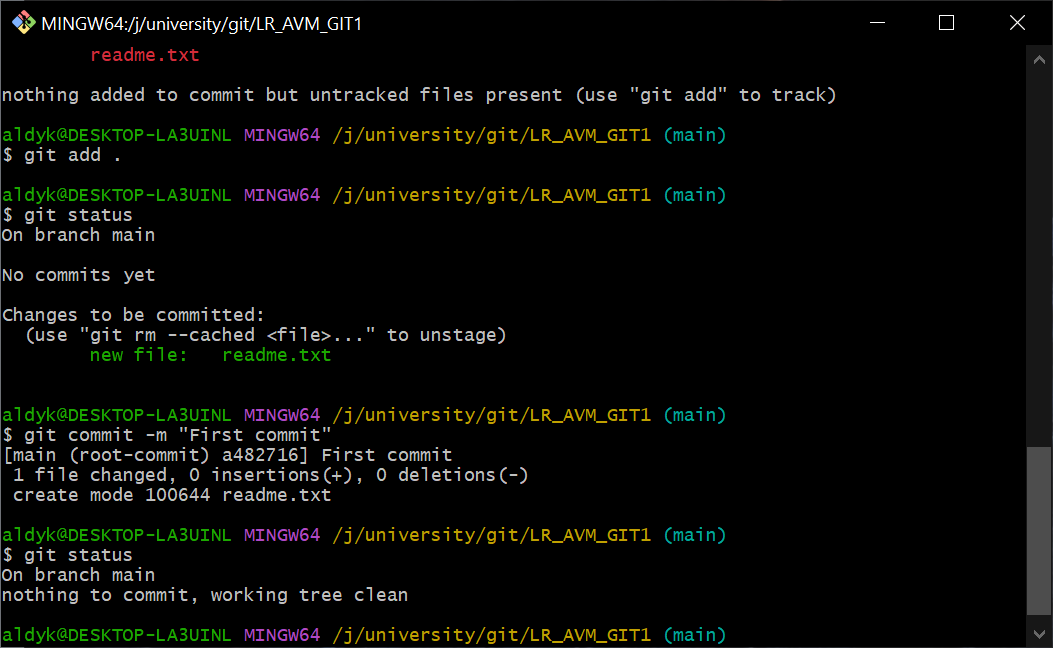 MINGW64:/j/university/git/LR_AVM_GIT1
readme.txt
nothing added to commit but untracked files present (use "git add" to track)
aldyk@DESKTOP-LA3UINL MINGW64 /j/university/git/LR_AVM_GIT1 (main)
$ git add .
aldyk@DESKTOP-LA3UINL MINGW64 /j/university/git/LR_AVM_GIT1 (main)
$ git status
On branch main
No commits yet
Changes to be committed:
(use "git rm --cached <file>..." to unstage)
new file:   readme.txt
aldyk@DESKTOP-LA3UINL MINGW64 /j/university/git/LR_AVM_GIT1 (main)
$ git commit -m "First commit"
[main (root-commit) a482716] First commit
1 file changed, 0 insertions(+), 0 deletions(-)
create mode 100644 readme.txt
aldyk@DESKTOP-LA3UINL MINGW64 /j/university/git/LR_AVM_GIT1 (main)
$ git status
On branch main
nothing to commit, working tree clean
aldyk@DESKTOP-LA3UINL MINGW64 /j/university/git/LR_AVM_GIT1 (main)